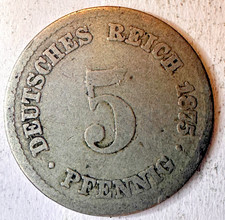 DEUTSCHES REICH 1875
5
· PFENNIG ·